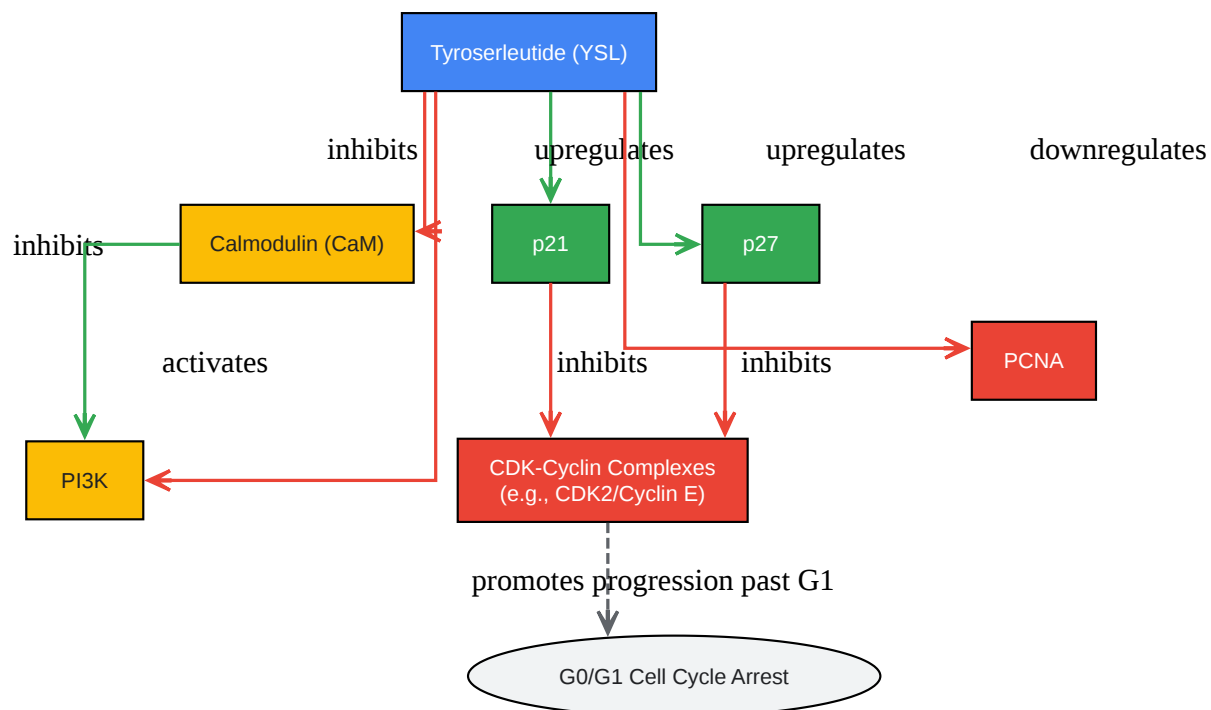 Tyroserleutide (YSL)
inhibits
upregulates
upregulates
downregulates
Calmodulin (CaM)
p21
p27
inhibits
activates
inhibits
inhibits
PCNA
PI3K
CDK-Cyclin Complexes
(e.g., CDK2/Cyclin E)
promotes progression past G1
G0/G1 Cell Cycle Arrest